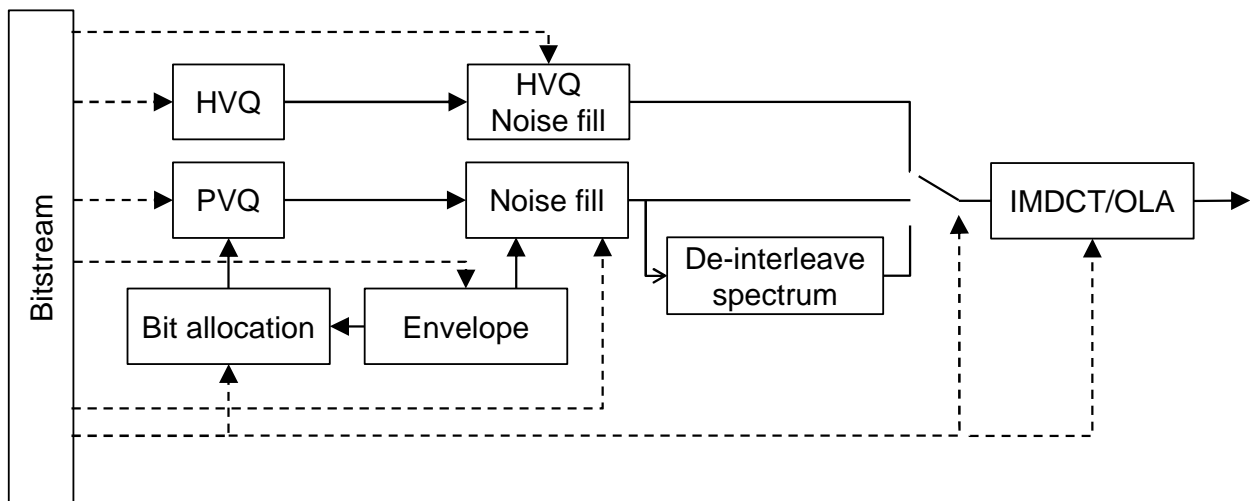 Bitstream
HVQ
HVQ
Noise fill
PVQ
Noise fill
IMDCT/OLA
De-interleave
spectrum
Bit allocation
Envelope